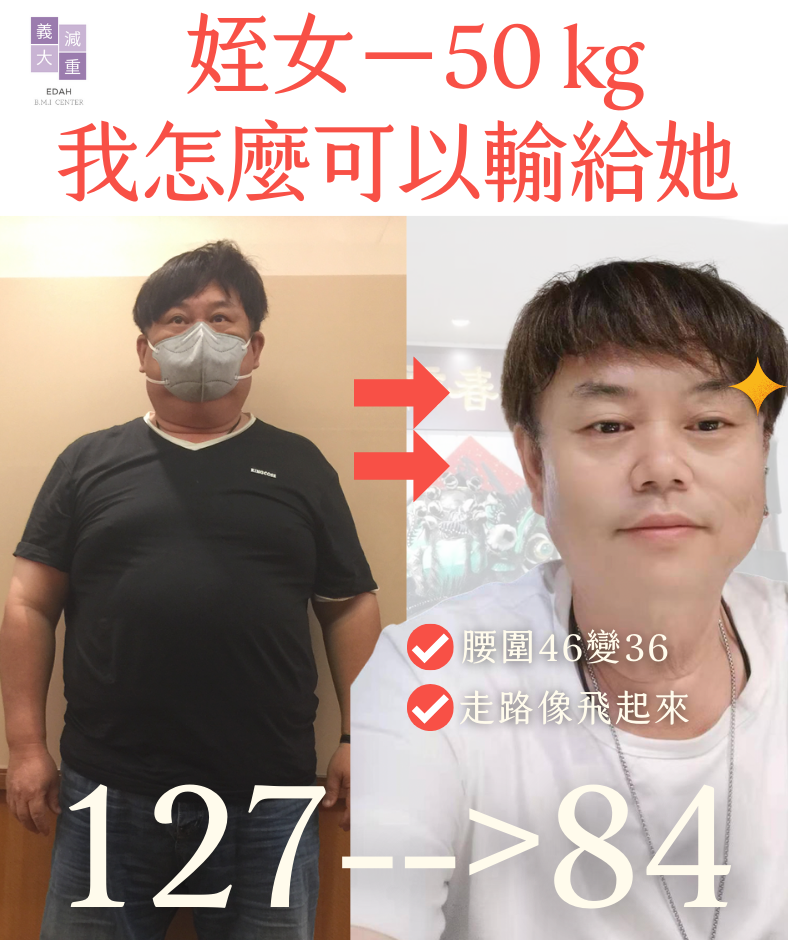 義減
大重
EDAH
B.M.I CENTER
姪女－50 kg
我怎麼可以輸給她
春
腰圍46變36
走路像飛起來
127-->84